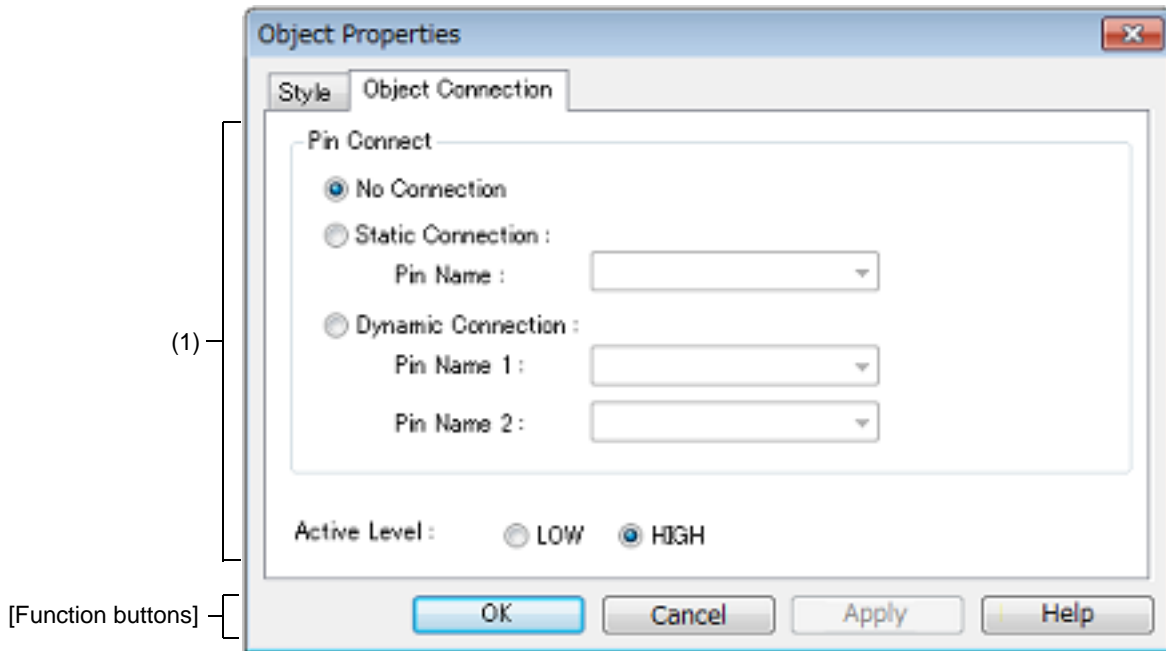 Object Properties
Style Object Connection
Pin Connect
No Connection
Static Connection :
Pin Name :
Dynamic Connection :
(1)
Pin Name 1 :
Pin Name 2 :
Active Level : LOW HIGH
[Function buttons] OK Cancel Apply Help